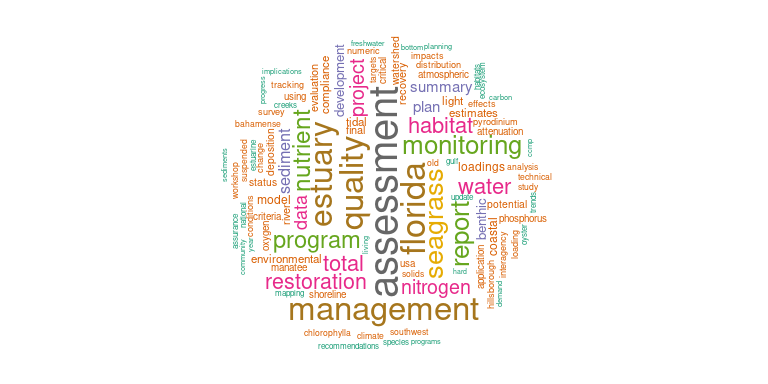 freshwater
bottom
planning
numeric
watershed
impacts
development
targets
critical
distribution
implications
compliance
project
recovery
atmospheric
habitats
ecosystem
evaluation
tracking
summary
progress
using
assessment
light
carbon
creeks
plan
effects
survey
nutrient
tidal
estimates
bahamense
estuary
quality
final
habitat
pyrodinium
attenuation
sediment
deposition
monitoring
ccmp
sediments
suspended
estuarine
change
florida
old
gulf
loadings
analysis
workshop
seagrass
technical
status
water
study
model
update
potential
trends
conditions
national
data
report
benthic
criteria
river
phosphorus
assurance
oxygen
program
living
coastal
loading
oyster
community
year
environmental
total
usa
hard
application
interagency
manatee
solids
restoration
nitrogen
hillsborough
demand
mapping
shoreline
management
chlorophylla
climate
southwest
recommendations
species
programs